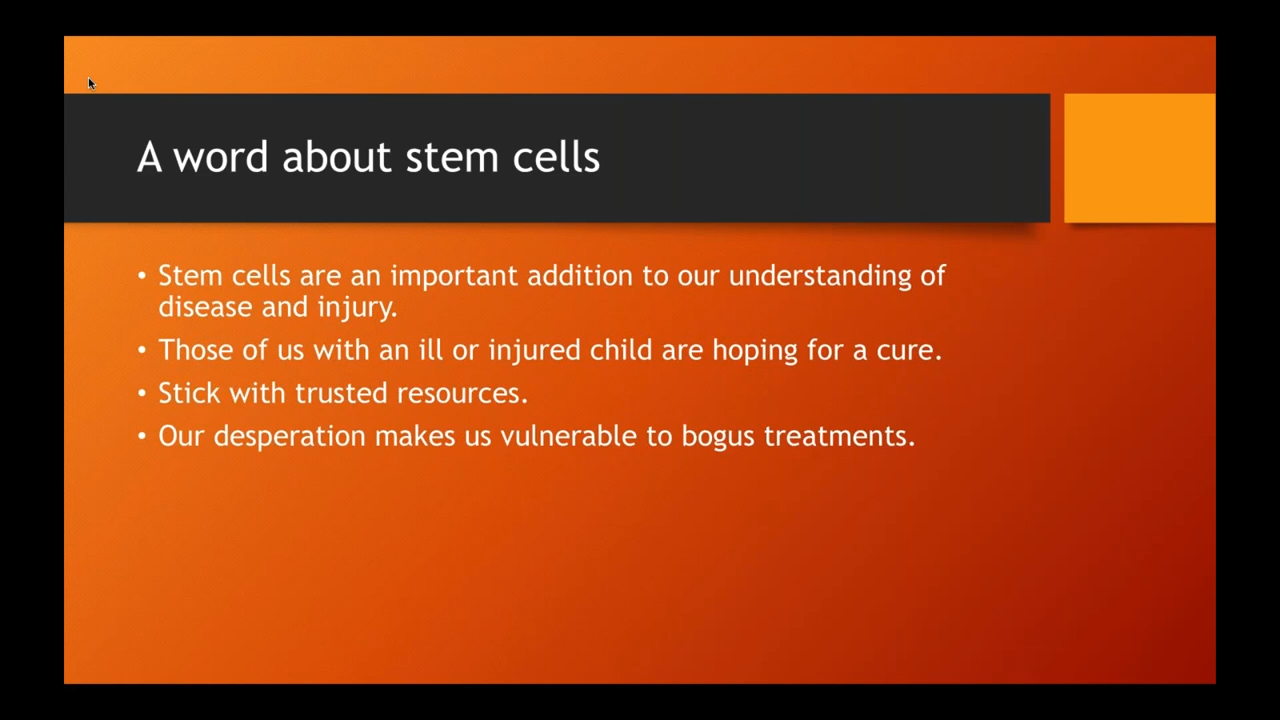 A word about stem cells
• Stem cells are an important addition to our understanding of
disease and injury.
• Those of us with an ill or injured child are hoping for a cure.
• Stick with trusted resources.
• Our desperation makes us vulnerable to bogus treatments.